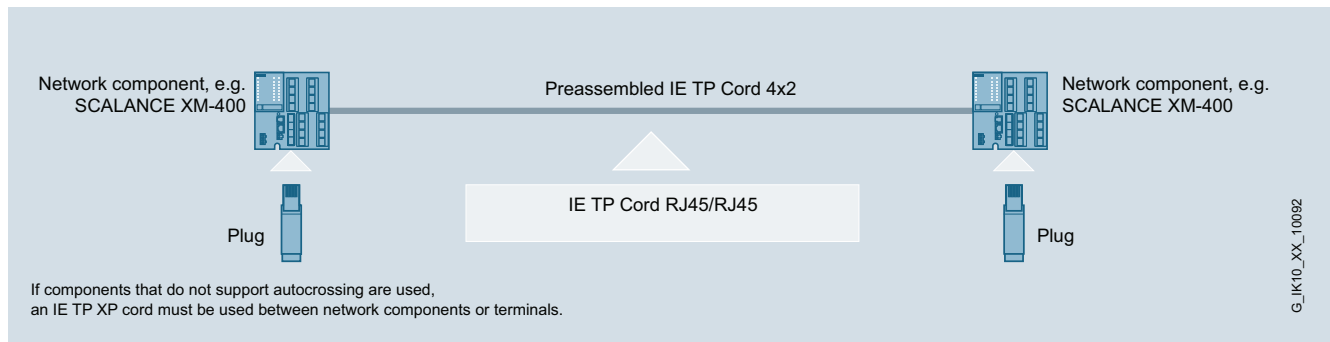 Network component, e.g.
SCALANCE XM-400
Preassembled IE TP Cord 4x2
Network component, e.g.
SCALANCE XM-400
IE TP Cord RJ45/RJ45
Plug
Plug
If components that do not support autocrossing are used,
an IE TP XP cord must be used between network components or terminals.
G_IK10_XX_10092